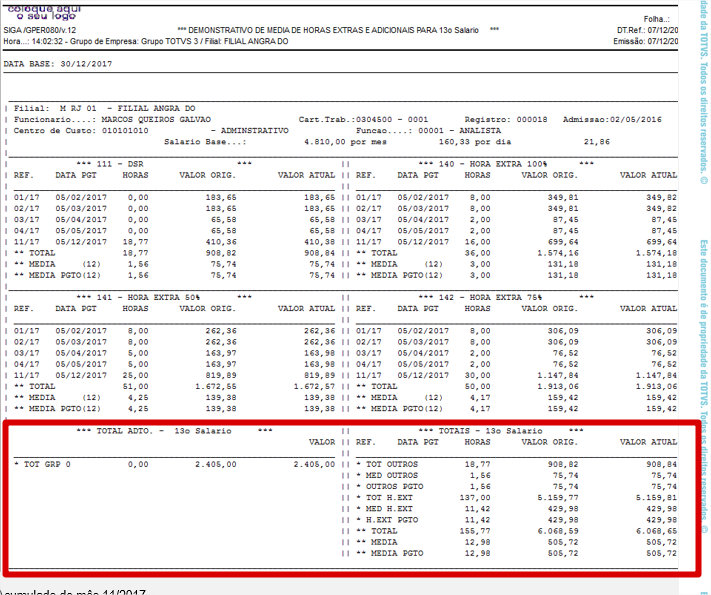 coloque aqui
o seu logo
Folha..:
SIGA /GPER080/v.12 *** DEMONSTRATIVO DE MEDIA DE HORAS EXTRAS E ADICIONAIS PARA 13o Salario *** DT.Ref.: 07/12/20
Hora...: 14:02:32 - Grupo de Empresa: Grupo TOTVS 3 / Filial: FILIAL ANGRA DO Emissão: 07/12/20
DATA BASE: 30/12/2017
| Filial: M RJ 01 - FILIAL ANGRA DO
| Funcionario....: MARCOS QUEIROS GALVAO Cart.Trab.:0304500 - 0001 Registro: 000018 Admissao:02/05/2016
| Centro de Custo: 010101010 - ADMINSTRATIVO Funcao....: 00001 - ANALISTA
| Salario Base...: 4.810,00 por mes 160,33 por dia 21,86
| *** 111 - DSR *** || *** 140 - HORA EXTRA 100% ***
| REF. DATA PGT HORAS VALOR ORIG. VALOR ATUAL || REF. DATA PGT HORAS VALOR ORIG. VALOR ATUAL
| 01/17 05/02/2017 0,00 183,65 183,65 || 01/17 05/02/2017 8,00 349,81 349,82
| 02/17 05/03/2017 0,00 183,65 183,65 || 02/17 05/03/2017 8,00 349,81 349,82
| 03/17 05/04/2017 0,00 65,58 65,58 || 03/17 05/04/2017 2,00 87,45 87,45
| 04/17 05/05/2017 0,00 65,58 65,58 || 04/17 05/05/2017 2,00 87,45 87,45
| 11/17 05/12/2017 18,77 410,36 410,38 || 11/17 05/12/2017 16,00 699,64 699,64
| ** TOTAL 18,77 908,82 908,84 || ** TOTAL 36,00 1.574,16 1.574,18
| ** MEDIA (12) 1,56 75,74 75,74 || ** MEDIA (12) 3,00 131,18 131,18
| ** MEDIA PGTO(12) 1,56 75,74 75,74 || ** MEDIA PGTO(12) 3,00 131,18 131,18
| *** 141 - HORA EXTRA 50% *** || *** 142 - HORA EXTRA 75% ***
| REF. DATA PGT HORAS VALOR ORIG. VALOR ATUAL || REF. DATA PGT HORAS VALOR ORIG. VALOR ATUAL
| 01/17 05/02/2017 8,00 262,36 262,36 || 01/17 05/02/2017 8,00 306,09 306,09
| 02/17 05/03/2017 8,00 262,36 262,36 || 02/17 05/03/2017 8,00 306,09 306,09
| 03/17 05/04/2017 5,00 163,97 163,98 || 03/17 05/04/2017 2,00 76,52 76,52
| 04/17 05/05/2017 5,00 163,97 163,98 || 04/17 05/05/2017 2,00 76,52 76,52
| 11/17 05/12/2017 25,00 819,89 819,89 || 11/17 05/12/2017 30,00 1.147,84 1.147,84
| ** TOTAL 51,00 1.672,55 1.672,57 || ** TOTAL 50,00 1.913,06 1.913,06
| ** MEDIA (12) 4,25 139,38 139,38 || ** MEDIA (12) 4,17 159,42 159,42
| ** MEDIA PGTO(12) 4,25 139,38 139,38 || ** MEDIA PGTO(12) 4,17 159,42 159,42
*** TOTAL ADTO. - 13o Salario *** || *** TOTAIS - 13o Salario ***
VALOR || REF. DATA PGT HORAS VALOR ORIG. VALOR ATUAL
* TOT GRP 0 0,00 2.405,00 2.405,00 || * TOT OUTROS 18,77 908,82 908,84
|| * MED OUTROS 1,56 75,74 75,74
|| * OUTROS PGTO 1,56 75,74 75,74
|| * TOT H.EXT 137,00 5.159,77 5.159,81
|| * MED H.EXT 11,42 429,98 429,98
|| * H.EXT PGTO 11,42 429,98 429,98
|| ** TOTAL 155,77 6.068,59 6.068,65
|| ** MEDIA 12,98 505,72 505,72
|| ** MEDIA PGTO 12,98 505,72 505,72
cumulado do mês 11/2017
dade da TOTVS. Todos os direitos reservados. ©
Este documento é de propriedade da TOTVS. Todos os direitos reservados. ©